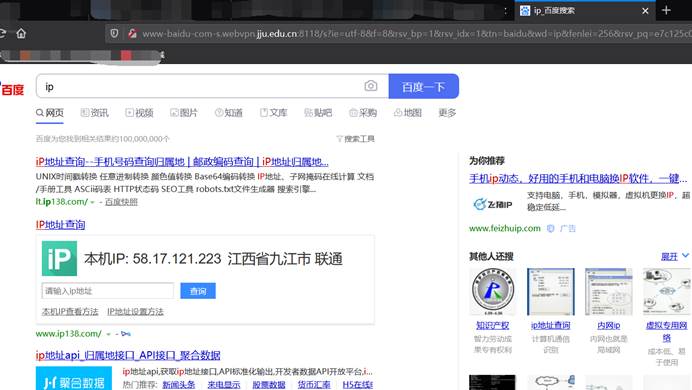 ip_百度搜索
www-baidu-com-s.webvpn.jju.edu.cn:8118/s?ie=utf-8&f=8&rsv_bp=1&rsv_idx=1&tn=baidu&wd=ip&fenlei=256&rsv_pq=e7c125c0
百度
ip
百度一下
网页 资讯 视频 图片 知道 文库 贴吧 采购 地图 更多
百度为您找到相关结果约100,000,000个
搜索工具
iP地址查询--手机号码查询归属地 | 邮政编码查询 | iP地址归属地...
UNIX时间戳转换 任意进制转换 颜色值转换 Base64编码转换 IP地址、子网掩码在线计算 文档
/手册工具 ASCii码表 HTTP状态码 SEO工具 robots.txt文件生成器 搜索引擎...
lt.ip138.com/ - 百度快照
IP地址查询
iP
本机IP: 58.17.121.223 江西省九江市 联通
请输入ip地址
查询
本机IP查看方法 IP地址设置方法
www.ip138.com/
ip地址api_归属地接口_API接口_聚合数据
聚合数据
ip地址api,获取ip地址接口,API标准化输出,开发者数据API开放平台,i...
热门推荐: 新闻头条 来电显示 股票数据 货币汇率 H5在线
为你推荐
手机ip动态，好用的手机和电脑换IP软件，一键...
飞猪IP
支持电脑，手机，模拟器，虚拟机更换IP，超
稳定低延...
www.feizhuip.com 广告
其他人还搜
展开
知识产权
智力劳动成
果专有权利
ip地址查询
计算机通信
识别
内网ip
内网也就是
局域网
虚拟专用网
络
成本低、易
于使用